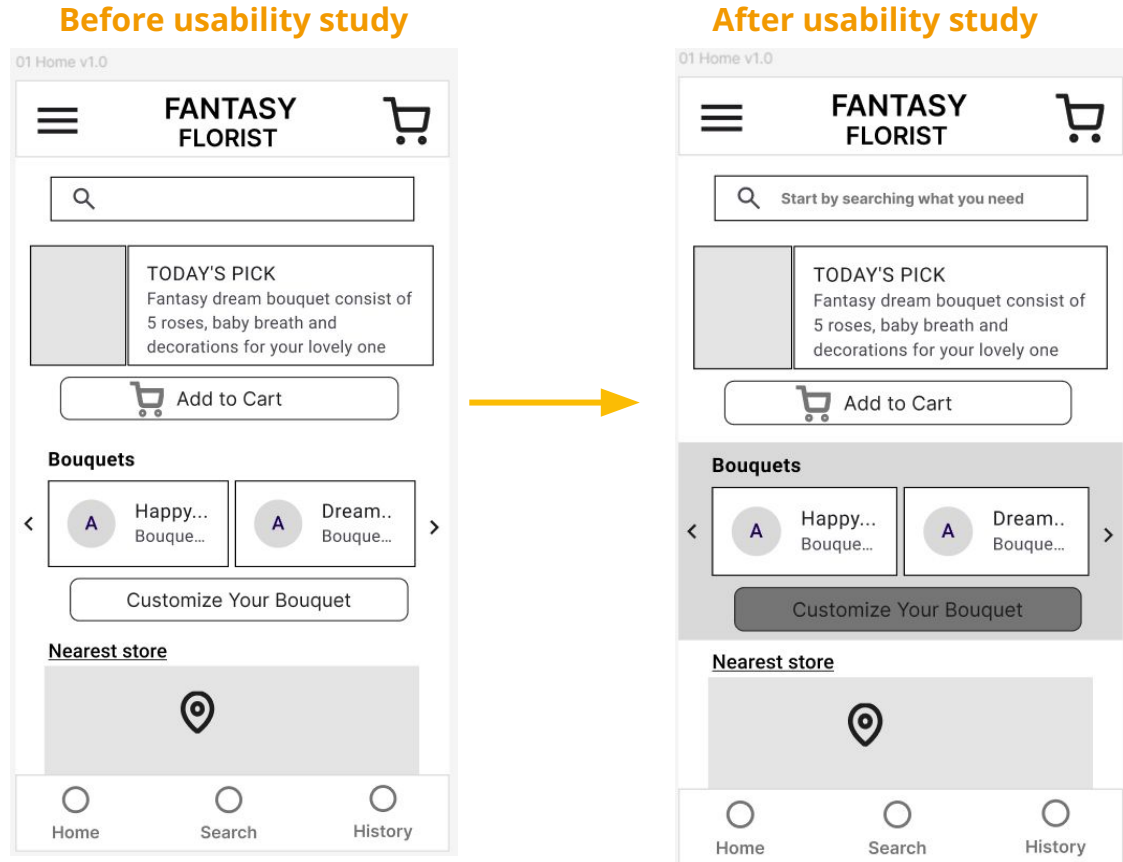 Before usability study
01 Home v1.0
FANTASY
FLORIST
TODAY'S PICK
Fantasy dream bouquet consist of
5 roses, baby breath and
decorations for your lovely one
Add to Cart
Bouquets
A
Happy...
Bouque...
A
Dream..
Bouque...
Customize Your Bouquet
Nearest store
Home
Search
History
After usability study
01 Home v1.0
FANTASY
FLORIST
Start by searching what you need
TODAY'S PICK
Fantasy dream bouquet consist of
5 roses, baby breath and
decorations for your lovely one
Add to Cart
Bouquets
A
Happy...
Bouque...
A
Dream..
Bouque...
Customize Your Bouquet
Nearest store
Home
Search
History